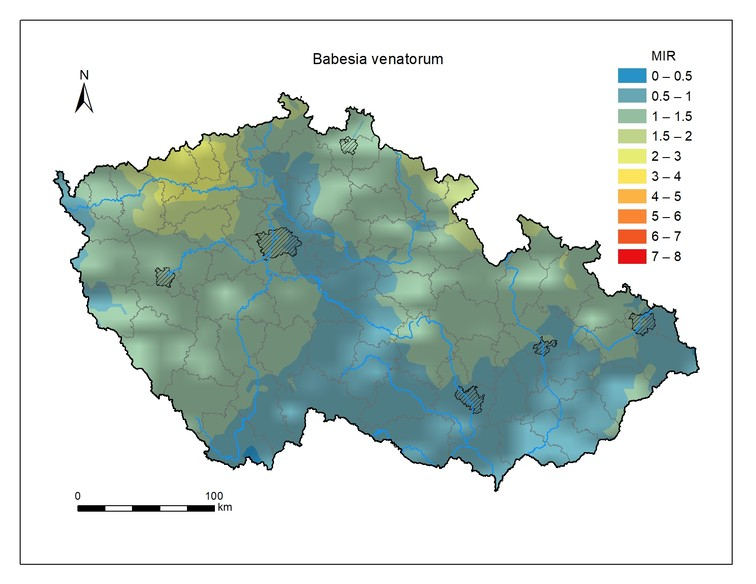 Babesia venatorum
N
MIR
0 – 0.5
0.5 – 1
1 – 1.5
1.5 – 2
2 – 3
3 – 4
4 – 5
5 – 6
6 – 7
7 – 8
0 100
km